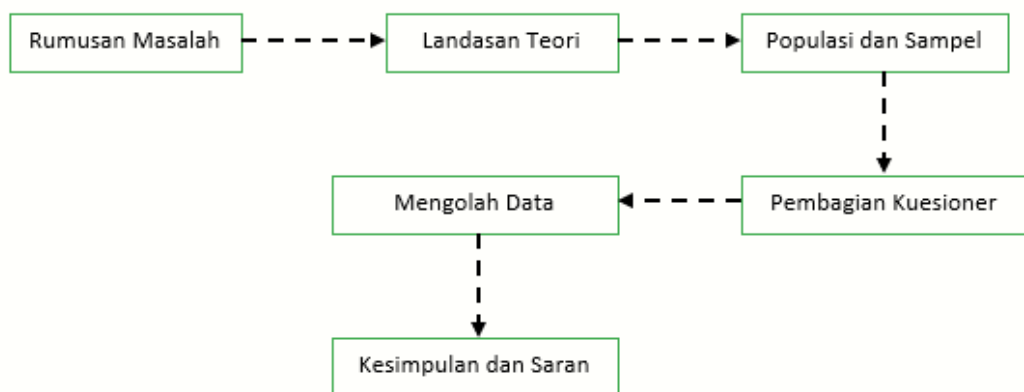 Rumusan Masalah
Landasan Teori
Populasi dan Sampel
Pembagian Kuesioner
Mengolah Data
Kesimpulan dan Saran